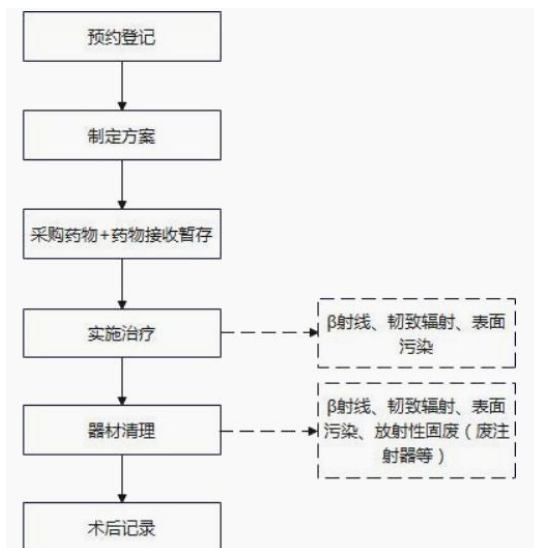 预约登记
制定方案
采购药物+药物接收暂存
实施治疗
β射线、韧致辐射、表面
污染
器材清理
β射线、韧致辐射、表面
污染、放射性固废（废注
射器等）
术后记录